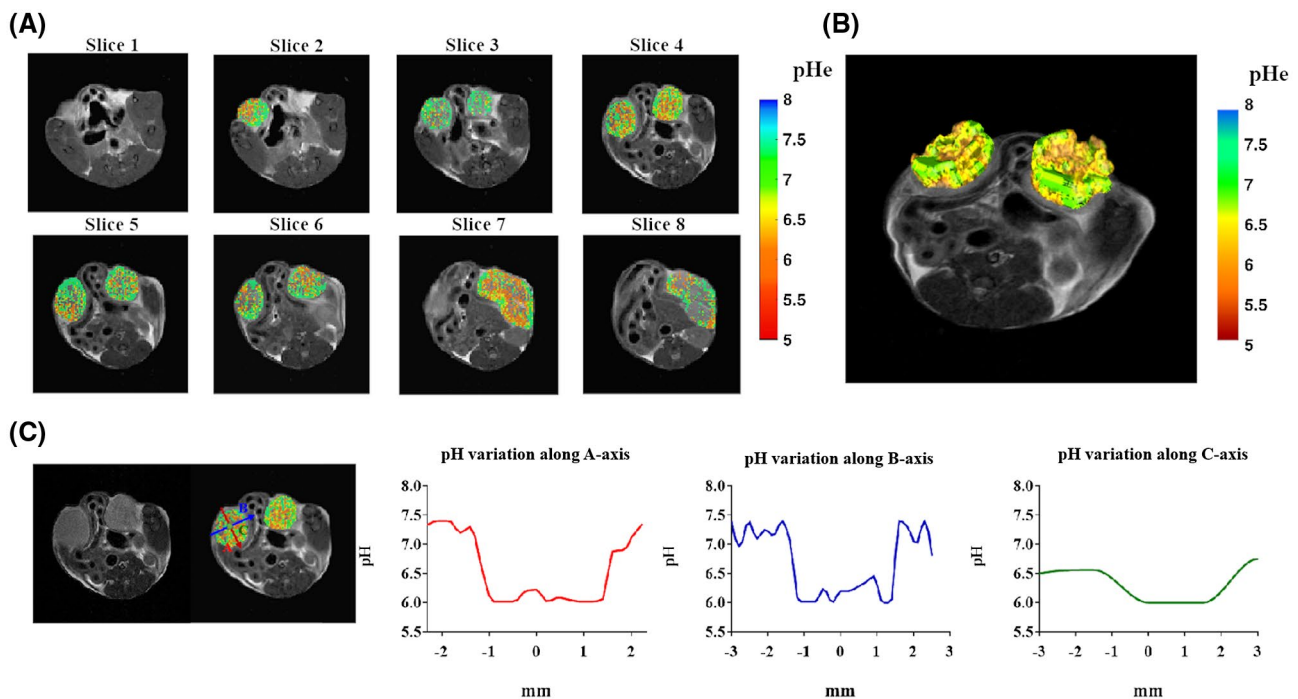 (A)
Slice 1
Slice 2
Slice 3
Slice 4
pHe
8
7.5
7
6.5
6
5.5
5
Slice 5
Slice 6
Slice 7
Slice 8
(B)
pHe
8
7.5
7
6.5
6
5.5
5
(C)
B
C
pH variation along A-axis
pH
8.0
7.5
7.0
6.5
6.0
5.5
-2 -1 0 1 2
mm
pH variation along B-axis
pH
8.0
7.5
7.0
6.5
6.0
5.5
-3 -2 -1 0 1 2 3
mm
pH variation along C-axis
pH
8.0
7.5
7.0
6.5
6.0
5.5
-3 -2 -1 0 1 2 3
mm